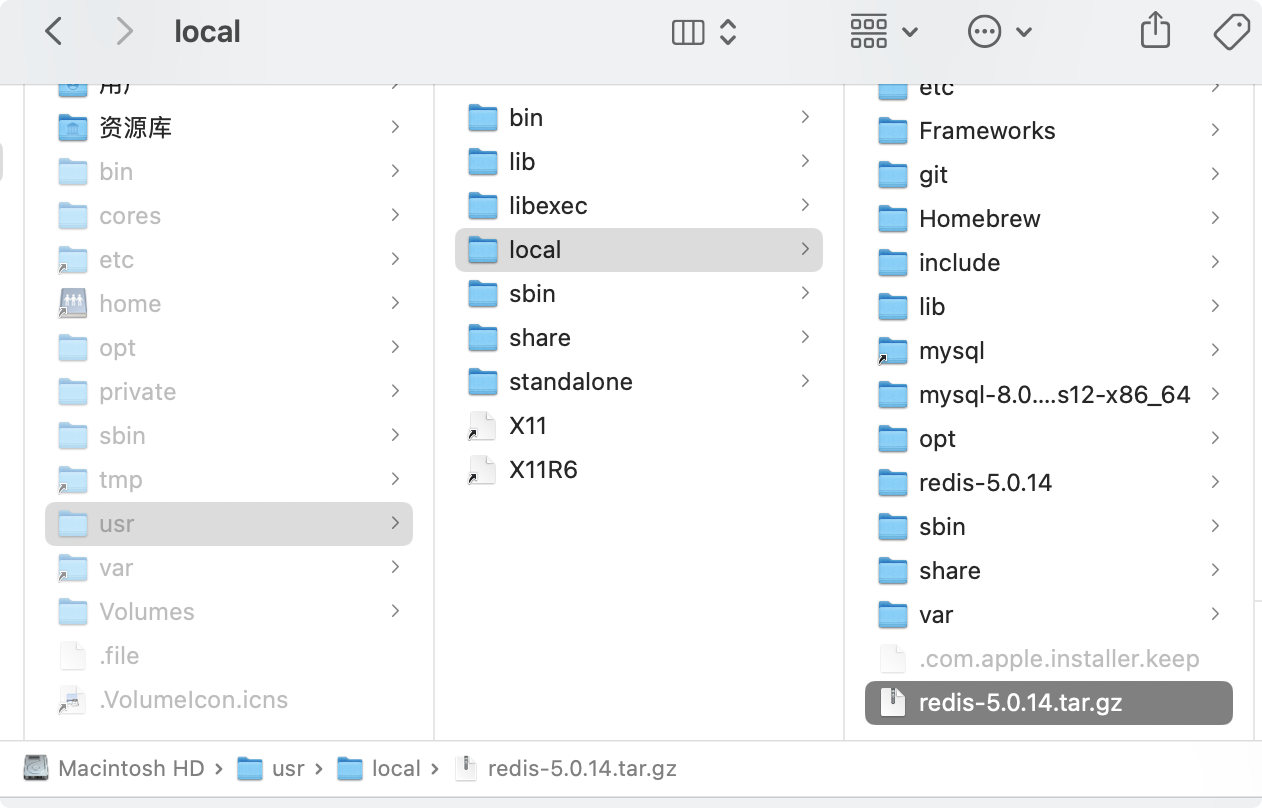 local
用户
资源库
bin
cores
etc
home
opt
private
sbin
tmp
usr
var
Volumes
.file
.VolumeIcon.icns
bin
lib
libexec
local
sbin
share
standalone
X11
X11R6
etc
Frameworks
git
Homebrew
include
lib
mysql
mysql-8.0....s12-x86_64
opt
redis-5.0.14
sbin
share
var
.com.apple.installer.keep
redis-5.0.14.tar.gz
Macintosh HD › usr › local › redis-5.0.14.tar.gz